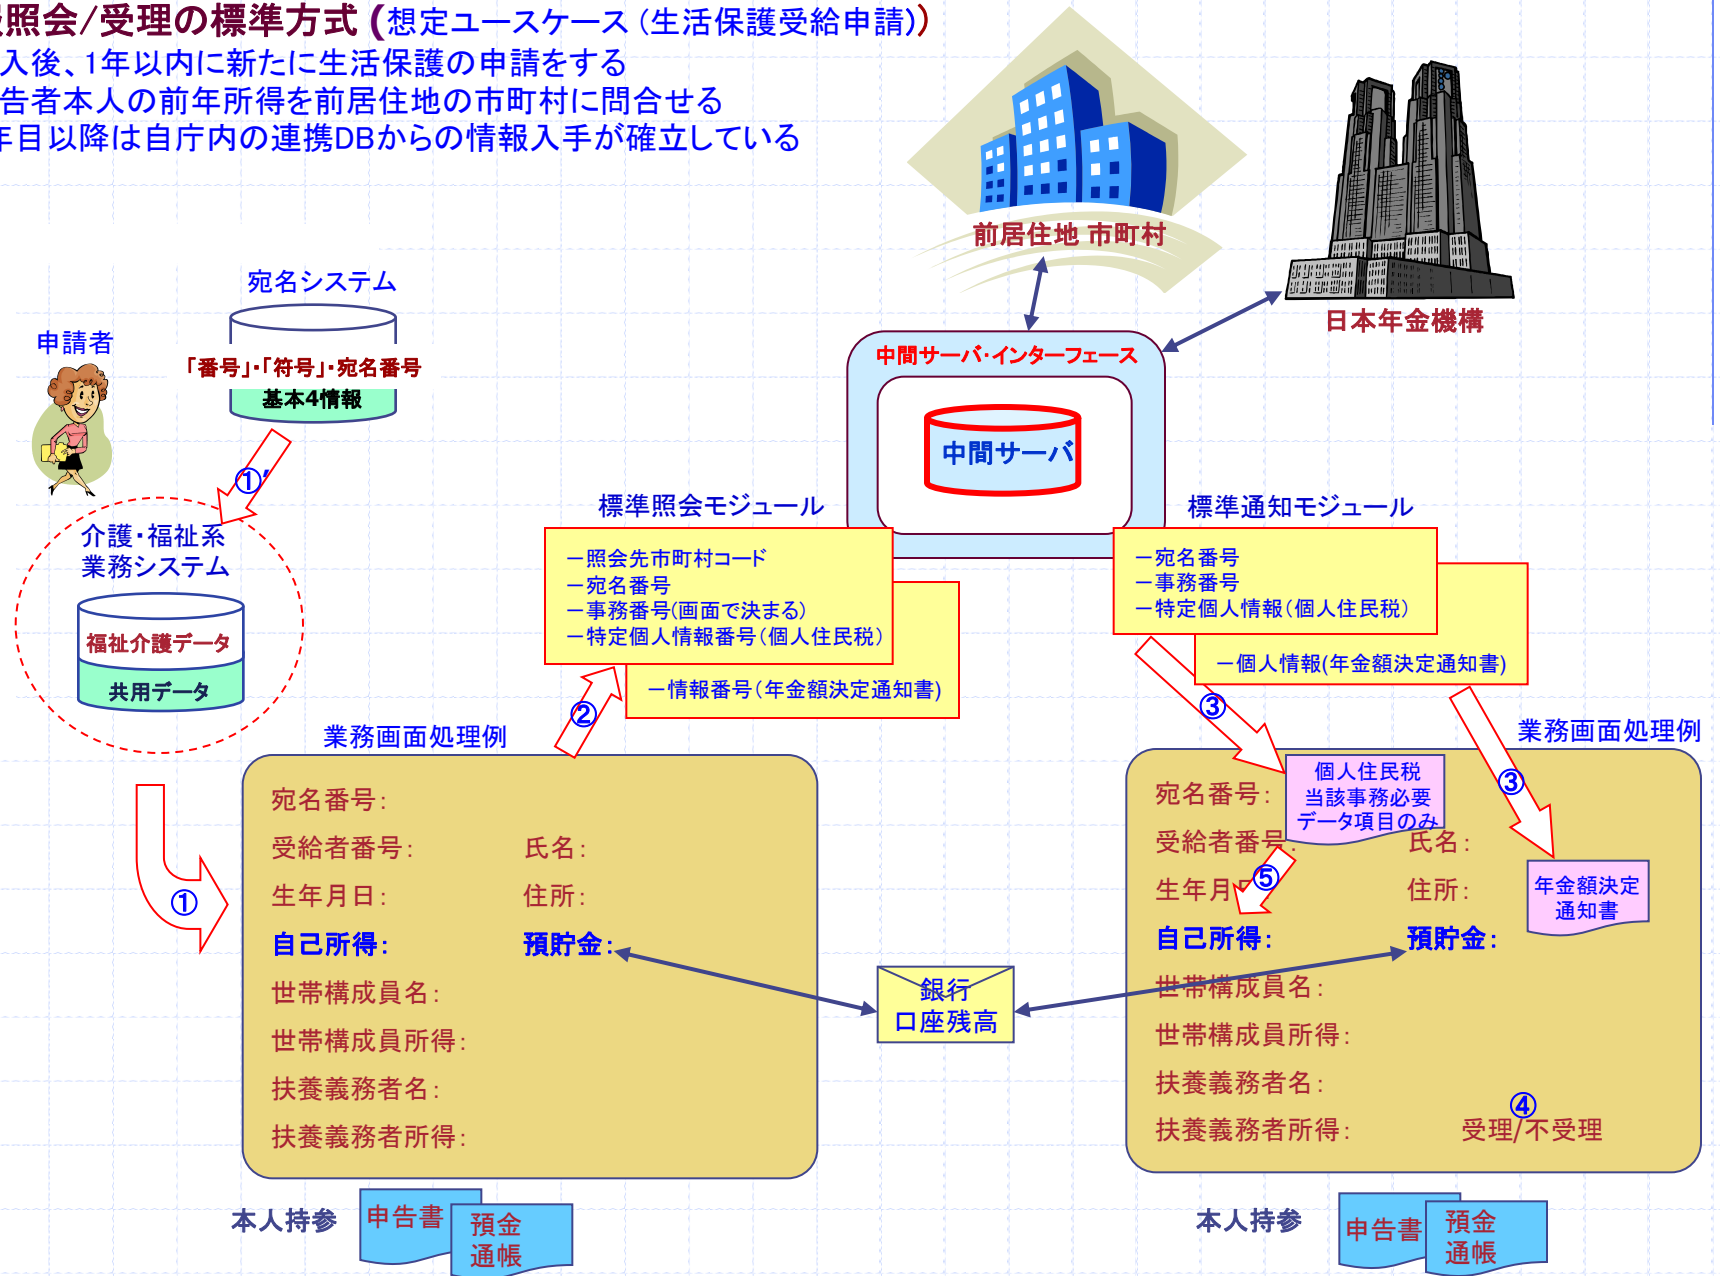 照会/受理の標準方式 (想定ユースケース（生活保護受給申請))
入後、1年以内に新たに生活保護の申請をする
告者本人の前年所得を前居住地の市町村に問合せる
年目以降は自庁内の連携DBからの情報入手が確立している
前居住地 市町村
日本年金機構
宛名システム
申請者
「番号」・「符号」・宛名番号
基本4情報
①′
中間サーバ・インターフェース
中間サーバ
介護・福祉系
業務システム
福祉介護データ
共用データ
標準照会モジュール
－照会先市町村コード
－宛名番号
－事務番号(画面で決まる)
－特定個人情報番号（個人住民税）
－情報番号（年金額決定通知書)
②
標準通知モジュール
－宛名番号
－事務番号
－特定個人情報（個人住民税）
－個人情報(年金額決定通知書)
③
③
①
業務画面処理例
宛名番号：
受給者番号：　氏名：
生年月日：　住所：
自己所得：　預貯金：
世帯構成員名：
世帯構成員所得：
扶養義務者名：
扶養義務者所得：
銀行
口座残高
業務画面処理例
個人住民税
当該事務必要
データ項目のみ
年金額決定
通知書
宛名番号：
受給者番号：　氏名：
生年月日　住所：
⑤
自己所得：　預貯金：
世帯構成員名：
世帯構成員所得：
扶養義務者名：
④
扶養義務者所得：　受理/不受理
本人持参
申告書
預金
通帳
本人持参
申告書
預金
通帳